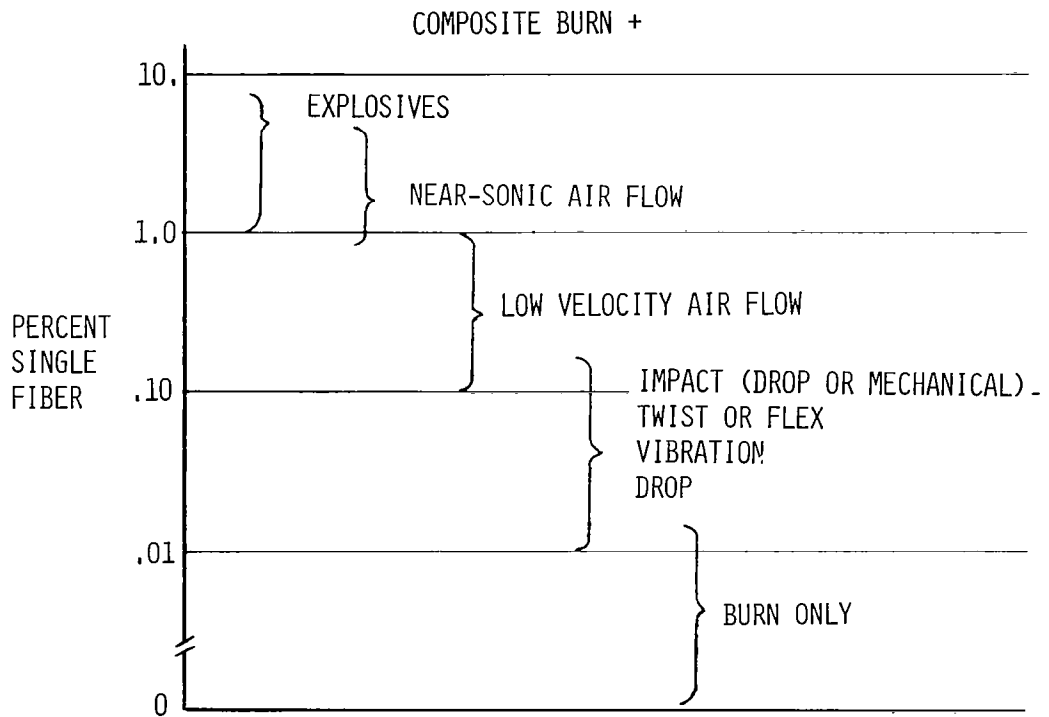 COMPOSITE BURN +
10.
EXPLOSIVES
NEAR-SONIC AIR FLOW
1.0
LOW VELOCITY AIR FLOW
PERCENT
SINGLE
FIBER
.10
IMPACT (DROP OR MECHANICAL)
TWIST OR FLEX
VIBRATION
DROP
.01
BURN ONLY
0